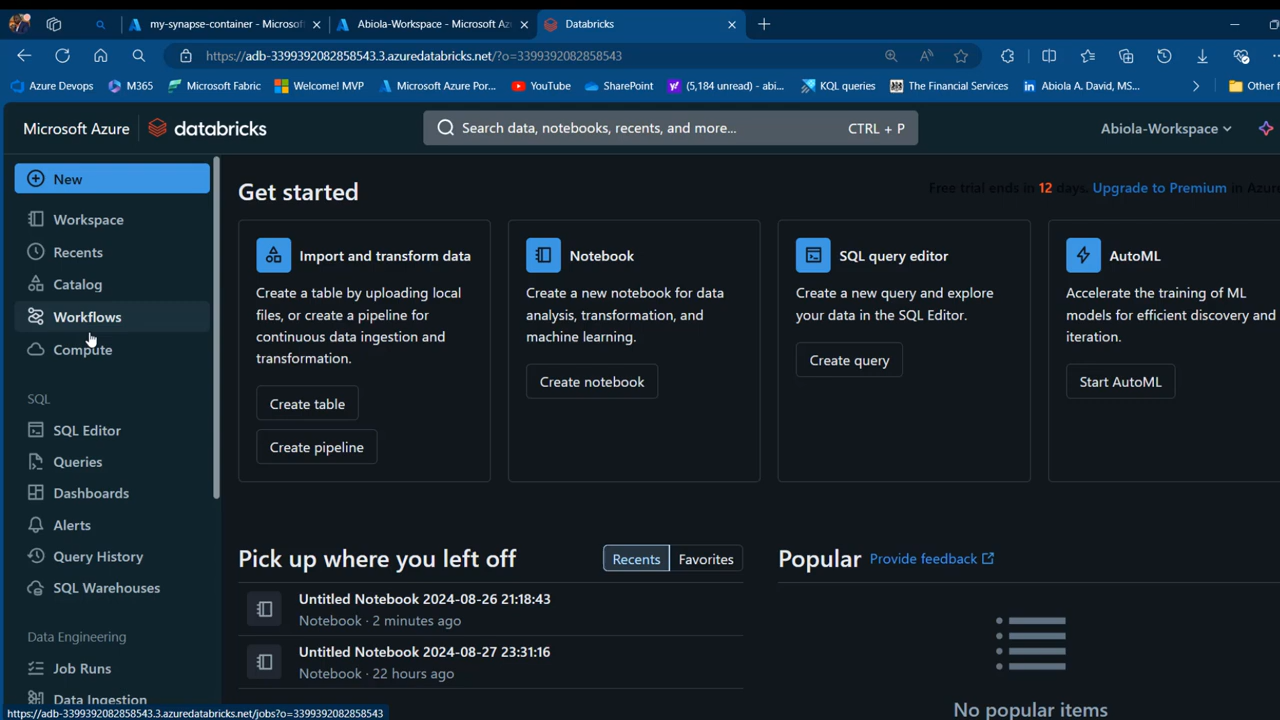 my-synapse-container - Microsof
Abiola-Workspace - Microsoft Az
Databricks
https://adb-3399392082858543.3.azuredatabricks.net/?o=3399392082858543
Azure Devops
M365
Microsoft Fabric
Welcome! MVP
Microsoft Azure Por...
YouTube
SharePoint
(5,184 unread) - abi...
KQL queries
The Financial Services
Abiola A. David, MS...
Other f
Microsoft Azure
databricks
Search data, notebooks, recents, and more...
CTRL + P
Abiola-Workspace
New
Workspace
Recents
Catalog
Workflows
Compute
SQL
SQL Editor
Queries
Dashboards
Alerts
Query History
SQL Warehouses
Data Engineering
Job Runs
Data Ingestion
Get started
Free trial ends in 12 days. Upgrade to Premium in Azur
Import and transform data
Create a table by uploading local
files, or create a pipeline for
continuous data ingestion and
transformation.
Create table
Create pipeline
Notebook
Create a new notebook for data
analysis, transformation, and
machine learning.
Create notebook
SQL query editor
Create a new query and explore
your data in the SQL Editor.
Create query
AutoML
Accelerate the training of ML
models for efficient discovery and
iteration.
Start AutoML
Pick up where you left off
Recents
Favorites
Untitled Notebook 2024-08-26 21:18:43
Notebook · 2 minutes ago
Untitled Notebook 2024-08-27 23:31:16
Notebook · 22 hours ago
Popular
Provide feedback
No popular items
https://adb-3399392082858543.3.azuredatabricks.net/jobs?o=3399392082858543